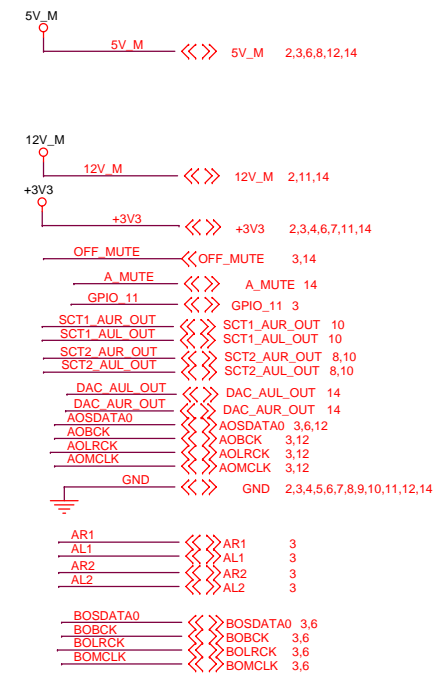 5V_M
5V_M 5V_M 2,3,6,8,12,14
12V_M
12V_M 12V_M 2,11,14
+3V3
+3V3 +3V3 2,3,4,6,7,11,14
OFF_MUTE OFF_MUTE 3,14
A_MUTE A_MUTE 14
GPIO_11 GPIO_11 3
SCT1_AUR_OUT SCT1_AUR_OUT 10
SCT1_AUL_OUT SCT1_AUL_OUT 10
SCT2_AUR_OUT SCT2_AUR_OUT 8,10
SCT2_AUL_OUT SCT2_AUL_OUT 8,10
DAC_AUL_OUT DAC_AUL_OUT 14
DAC_AUR_OUT DAC_AUR_OUT 14
AOSDATA0 AOSDATA0 3,6,12
AOBCK AOBCK 3,12
AOLRCK AOLRCK 3,12
AOMCLK AOMCLK 3,12
GND GND 2,3,4,5,6,7,8,9,10,11,12,14
AR1 AR1 3
AL1 AL1 3
AR2 AR2 3
AL2 AL2 3
BOSDATA0 BOSDATA0 3,6
BOBCK BOBCK 3,6
BOLRCK BOLRCK 3,6
BOMCLK BOMCLK 3,6